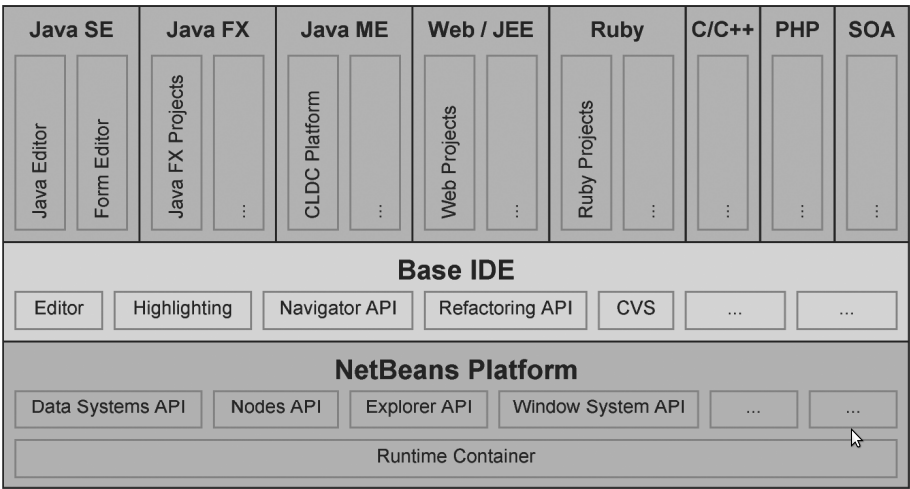 Java SE
Java FX
Java ME
Web / JEE
Ruby
C/C++
PHP
SOA
Java Editor
Form Editor
Java FX Projects
...
CLDC Platform
...
Web Projects
...
Ruby Projects
...
...
...
...
Base IDE
Editor
Highlighting
Navigator API
Refactoring API
CVS
...
...
NetBeans Platform
Data Systems API
Nodes API
Explorer API
Window System API
...
...
Runtime Container